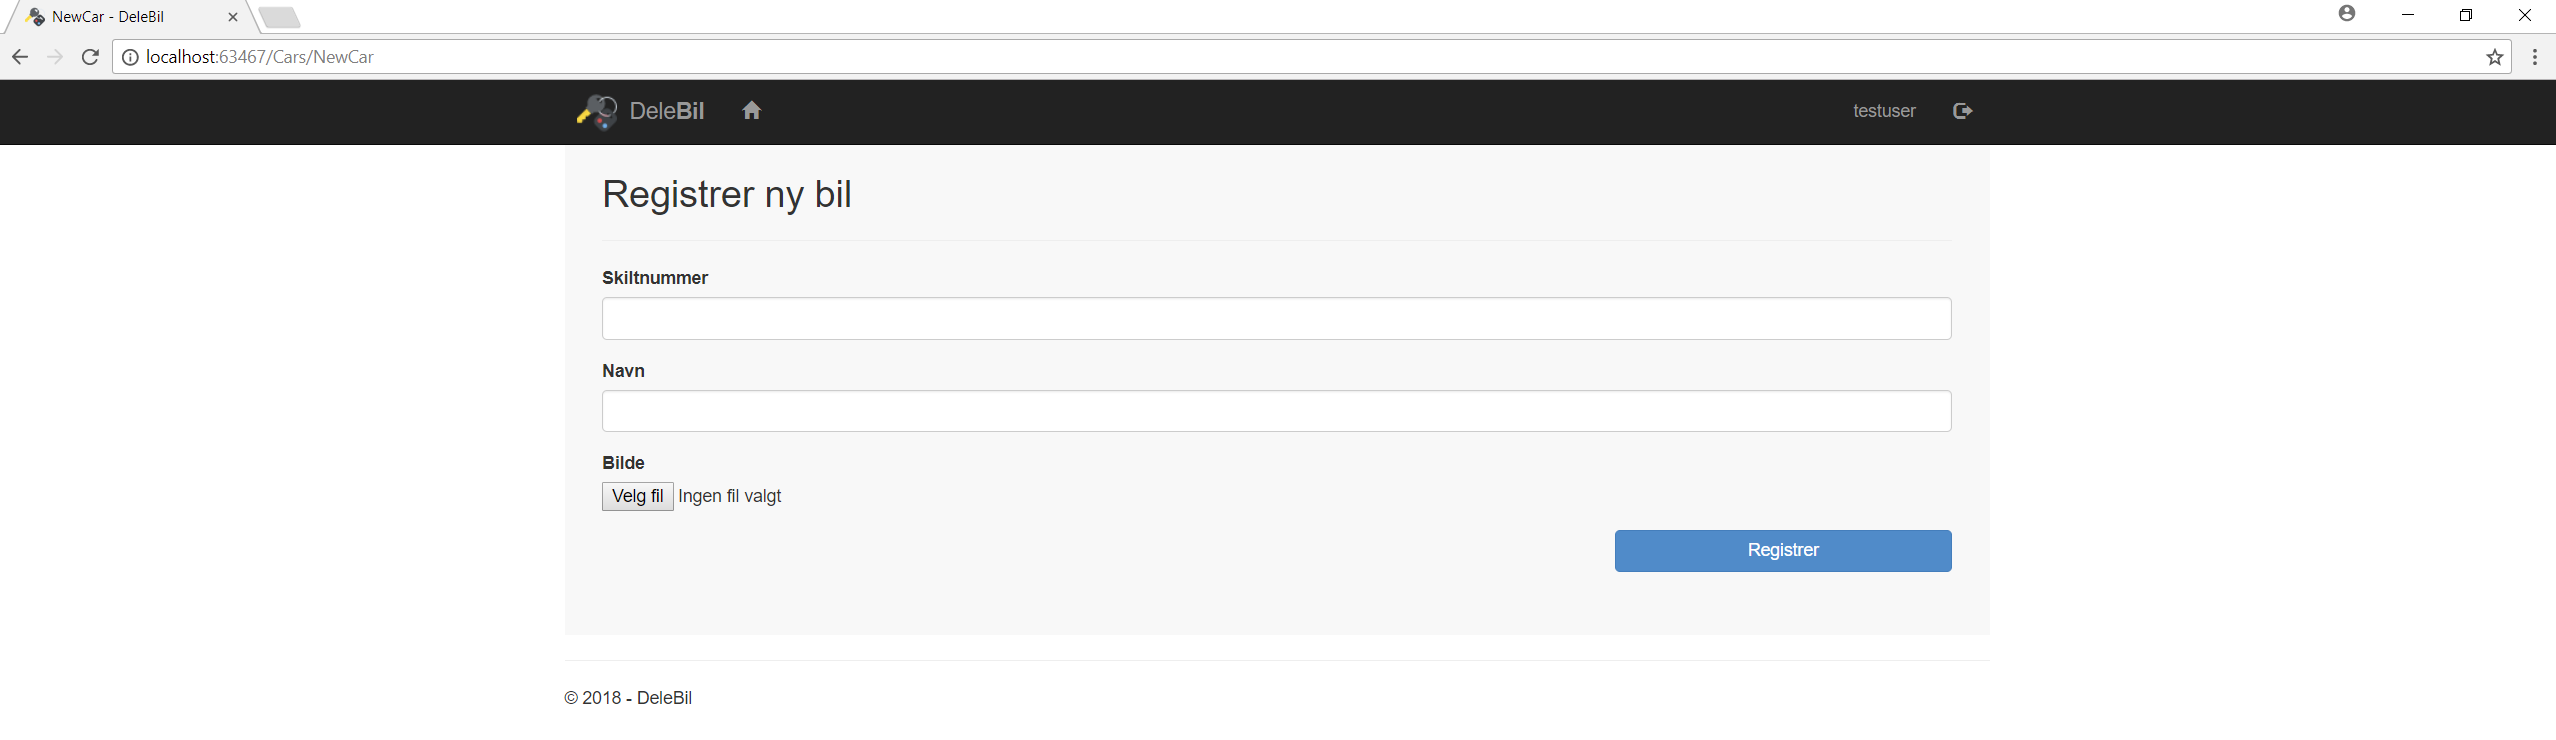 NewCar - DeleBil
localhost:63467/Cars/NewCar
DeleBil
testuser
Registrer ny bil
Skiltnummer
Navn
Bilde
Velg fil Ingen fil valgt
Registrer
© 2018 - DeleBil